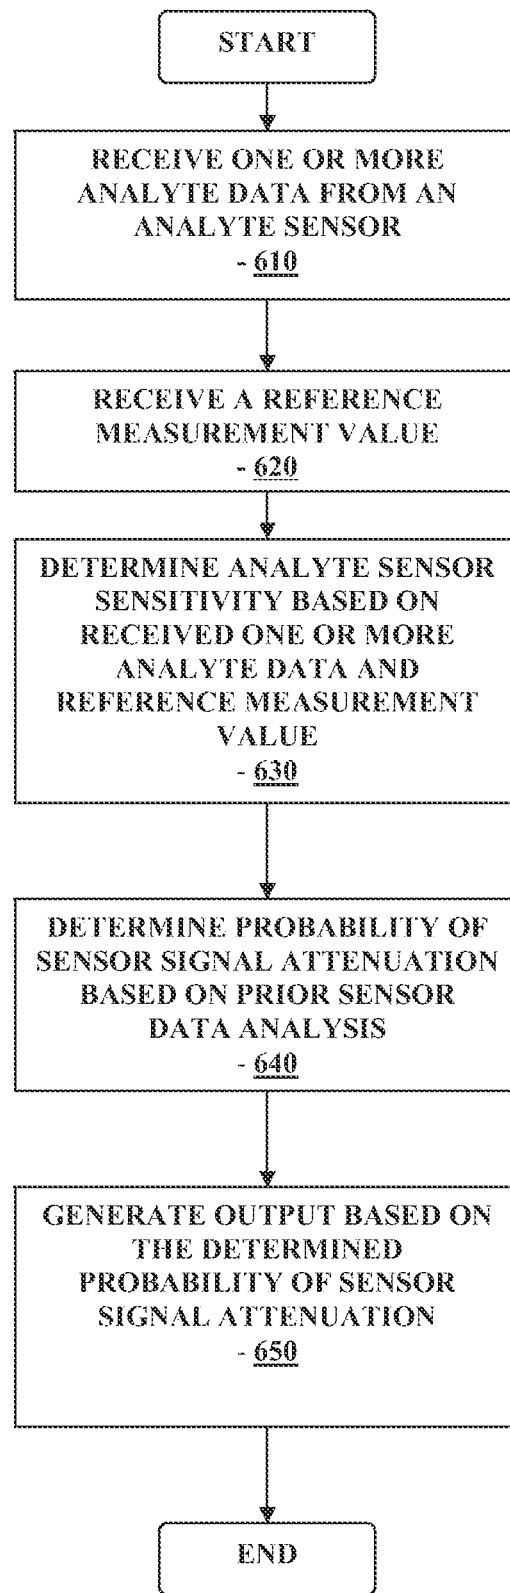 START
RECEIVE ONE OR MORE
ANALYTE DATA FROM AN
ANALYTE SENSOR
- 610
RECEIVE A REFERENCE
MEASUREMENT VALUE
- 620
DETERMINE ANALYTE SENSOR
SENSITIVITY BASED ON
RECEIVED ONE OR MORE
ANALYTE DATA AND
REFERENCE MEASUREMENT
VALUE
- 630
DETERMINE PROBABILITY OF
SENSOR SIGNAL ATTENUATION
BASED ON PRIOR SENSOR
DATA ANALYSIS
- 640
GENERATE OUTPUT BASED ON
THE DETERMINED
PROBABILITY OF SENSOR
SIGNAL ATTENUATION
- 650
END